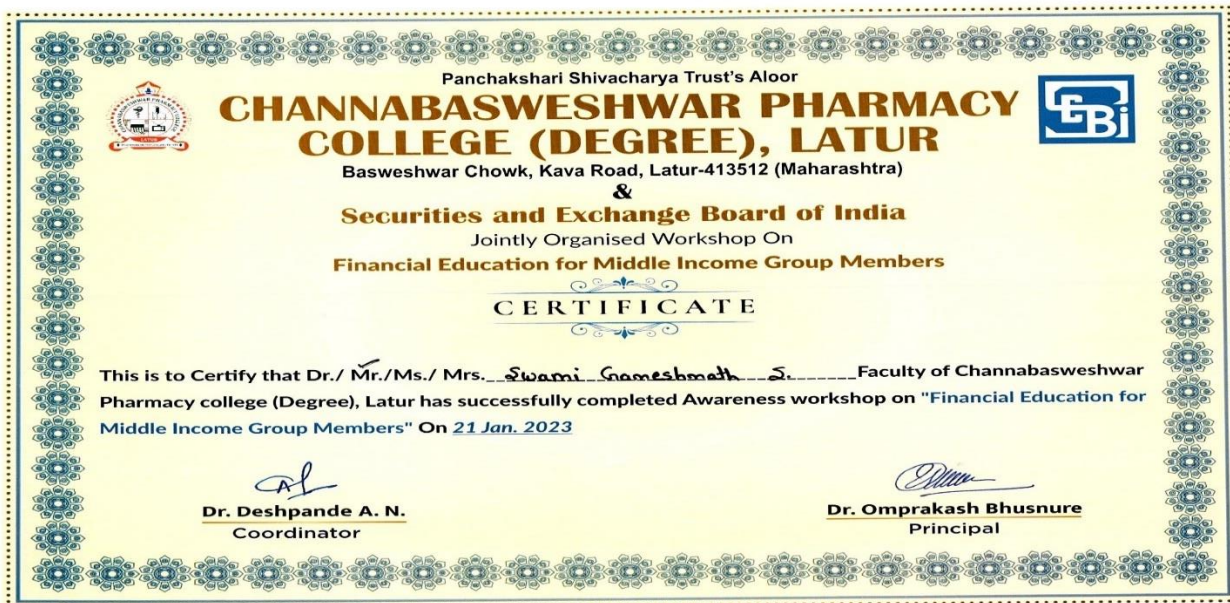 Panchakshari Shivacharya Trust's Aloor
CHANNABASWESHWAR PHARMACY
COLLEGE (DEGREE), LATUR
SEBI
LATUR
Basweshwar Chowk, Kava Road, Latur-413512 (Maharashtra)
&
Securities and Exchange Board of India
Jointly Organised Workshop On
Financial Education for Middle Income Group Members
CERTIFICATE
This is to Certify that Dr./ Mr./Ms./ Mrs. Swami Ganeshnath S. Faculty of Channabasweshwar
Pharmacy college (Degree), Latur has successfully completed Awareness workshop on "Financial Education for
Middle Income Group Members" On 21 Jan. 2023
Dr. Deshpande A. N.
Coordinator
Dr. Omprakash Bhusnure
Principal